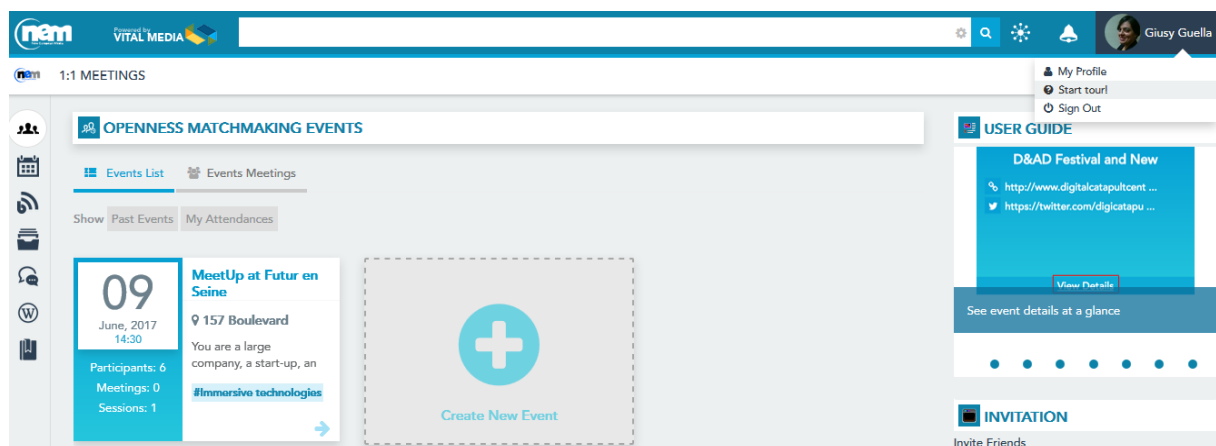 nem
Powered by
VITAL MEDIA
Giusy Guella
nem
1:1 MEETINGS
My Profile
Start tour!
Sign Out
OPENNESS MATCHMAKING EVENTS
USER GUIDE
Events List
Events Meetings
D&AD Festival and New
http://www.digitalcatapultcent ...
https://twitter.com/digicatapu ...
Show Past Events My Attendances
09
June, 2017
14:30
Participants: 6
Meetings: 0
Sessions: 1
MeetUp at Futur en
Seine
157 Boulevard
You are a large
company, a start-up, an
#Immersive technologies
Create New Event
View Details
See event details at a glance
INVITATION
Invite Friends